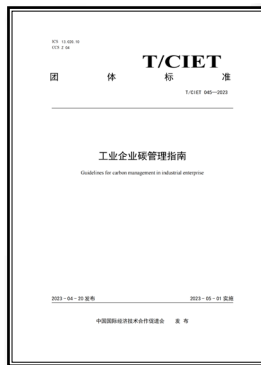 ICS 13.020.10
CCS Z 04
T/CIET
团 体 标 准
T/CIET 045—2023
工业企业碳管理指南
Guidelines for carbon management in industrial enterprise
2023-04-20 发布
2023-05-01 实施
中国国际经济技术合作促进会 发 布